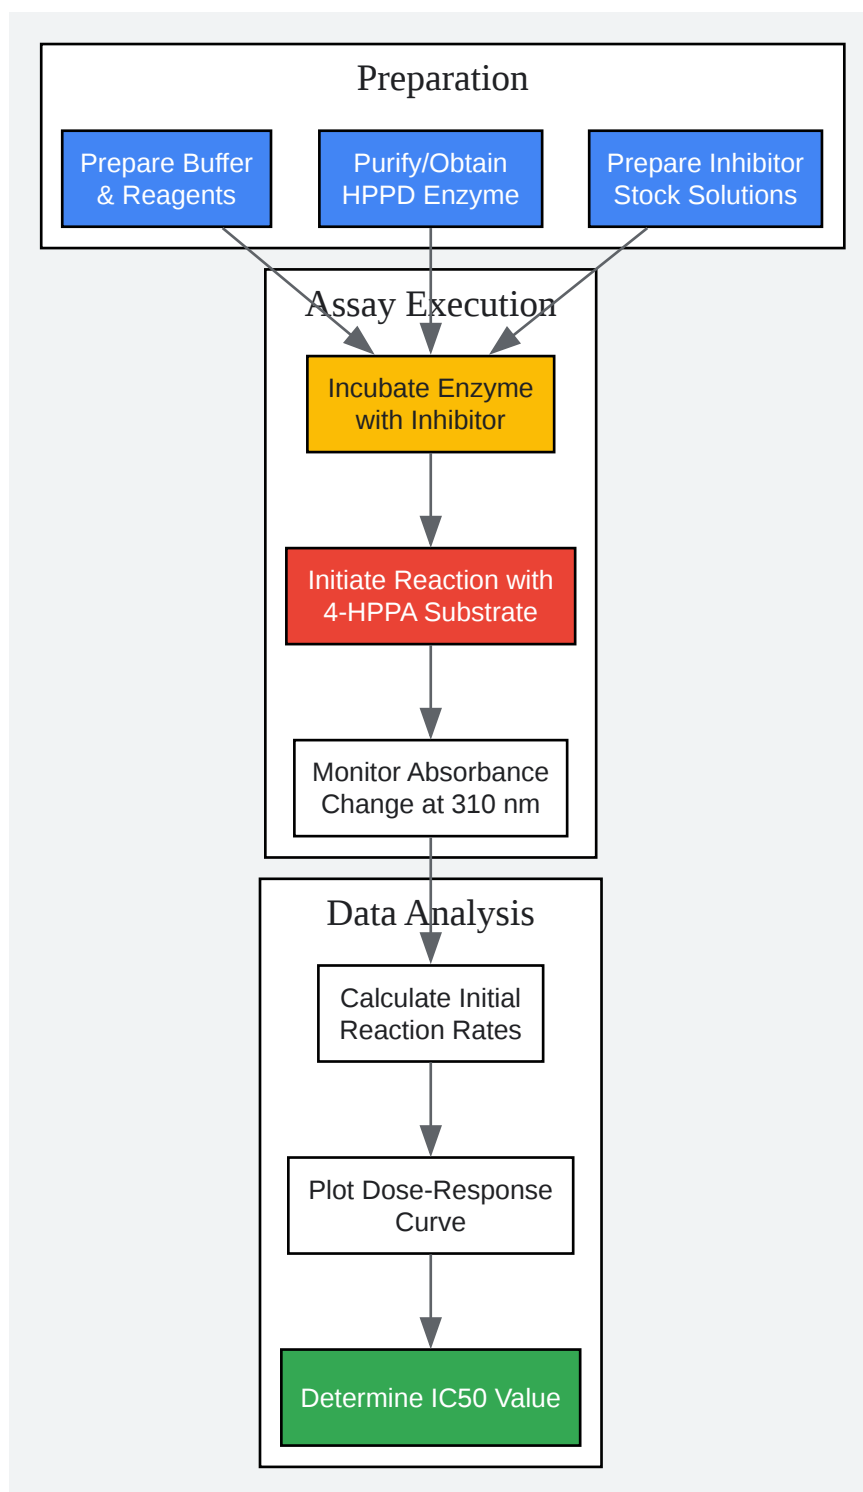 Preparation
Prepare Buffer
& Reagents
Purify/Obtain
HPPD Enzyme
Prepare Inhibitor
Stock Solutions
Assay Execution
Incubate Enzyme
with Inhibitor
Initiate Reaction with
4-HPPA Substrate
Monitor Absorbance
Change at 310 nm
Data Analysis
Calculate Initial
Reaction Rates
Plot Dose-Response
Curve
Determine IC50 Value